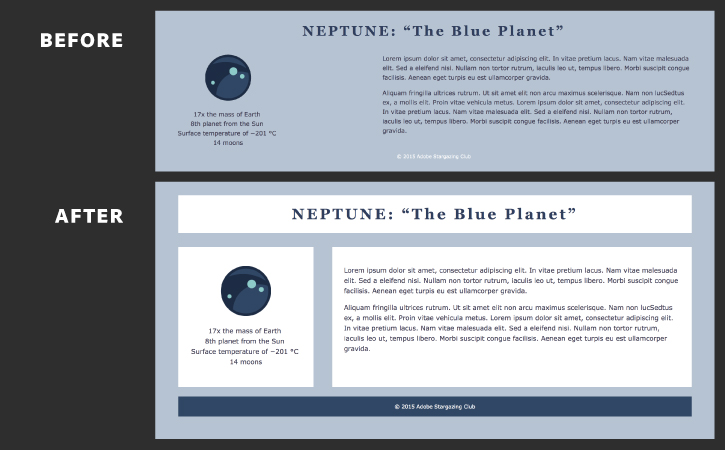 BEFORE
NEPTUNE: “The Blue Planet”
17x the mass of Earth
8th planet from the Sun
Surface temperature of −201 °C
14 moons
Lorem ipsum dolor sit amet, consectetur adipiscing elit. In vitae pretium lacus. Nam vitae malesuada
elit. Sed a eleifend nisi. Nullam non tortor rutrum, iaculis leo ut, tempus libero. Morbi suscipit congue
facilisis. Aenean eget turpis eu est ullamcorper gravida.
Aliquam fringilla ultrices rutrum. Ut sit amet elit non arcu maximus scelerisque. Nam non lucSedtus
ex, a mollis elit. Proin vitae vehicula metus. Lorem ipsum dolor sit amet, consectetur adipiscing elit.
In vitae pretium lacus. Nam vitae malesuada elit. Sed a eleifend nisi. Nullam non tortor rutrum,
iaculis leo ut, tempus libero. Morbi suscipit congue facilisis. Aenean eget turpis eu est ullamcorper
gravida.
© 2015 Adobe Stargazing Club
AFTER
NEPTUNE: “The Blue Planet”
17x the mass of Earth
8th planet from the Sun
Surface temperature of −201 °C
14 moons
Lorem ipsum dolor sit amet, consectetur adipiscing elit. In vitae pretium lacus. Nam vitae malesuada
elit. Sed a eleifend nisi. Nullam non tortor rutrum, iaculis leo ut, tempus libero. Morbi suscipit congue
facilisis. Aenean eget turpis eu est ullamcorper gravida.
Aliquam fringilla ultrices rutrum. Ut sit amet elit non arcu maximus scelerisque. Nam non lucSedtus
ex, a mollis elit. Proin vitae vehicula metus. Lorem ipsum dolor sit amet, consectetur adipiscing elit.
In vitae pretium lacus. Nam vitae malesuada elit. Sed a eleifend nisi. Nullam non tortor rutrum,
iaculis leo ut, tempus libero. Morbi suscipit congue facilisis. Aenean eget turpis eu est ullamcorper
gravida.
© 2015 Adobe Stargazing Club